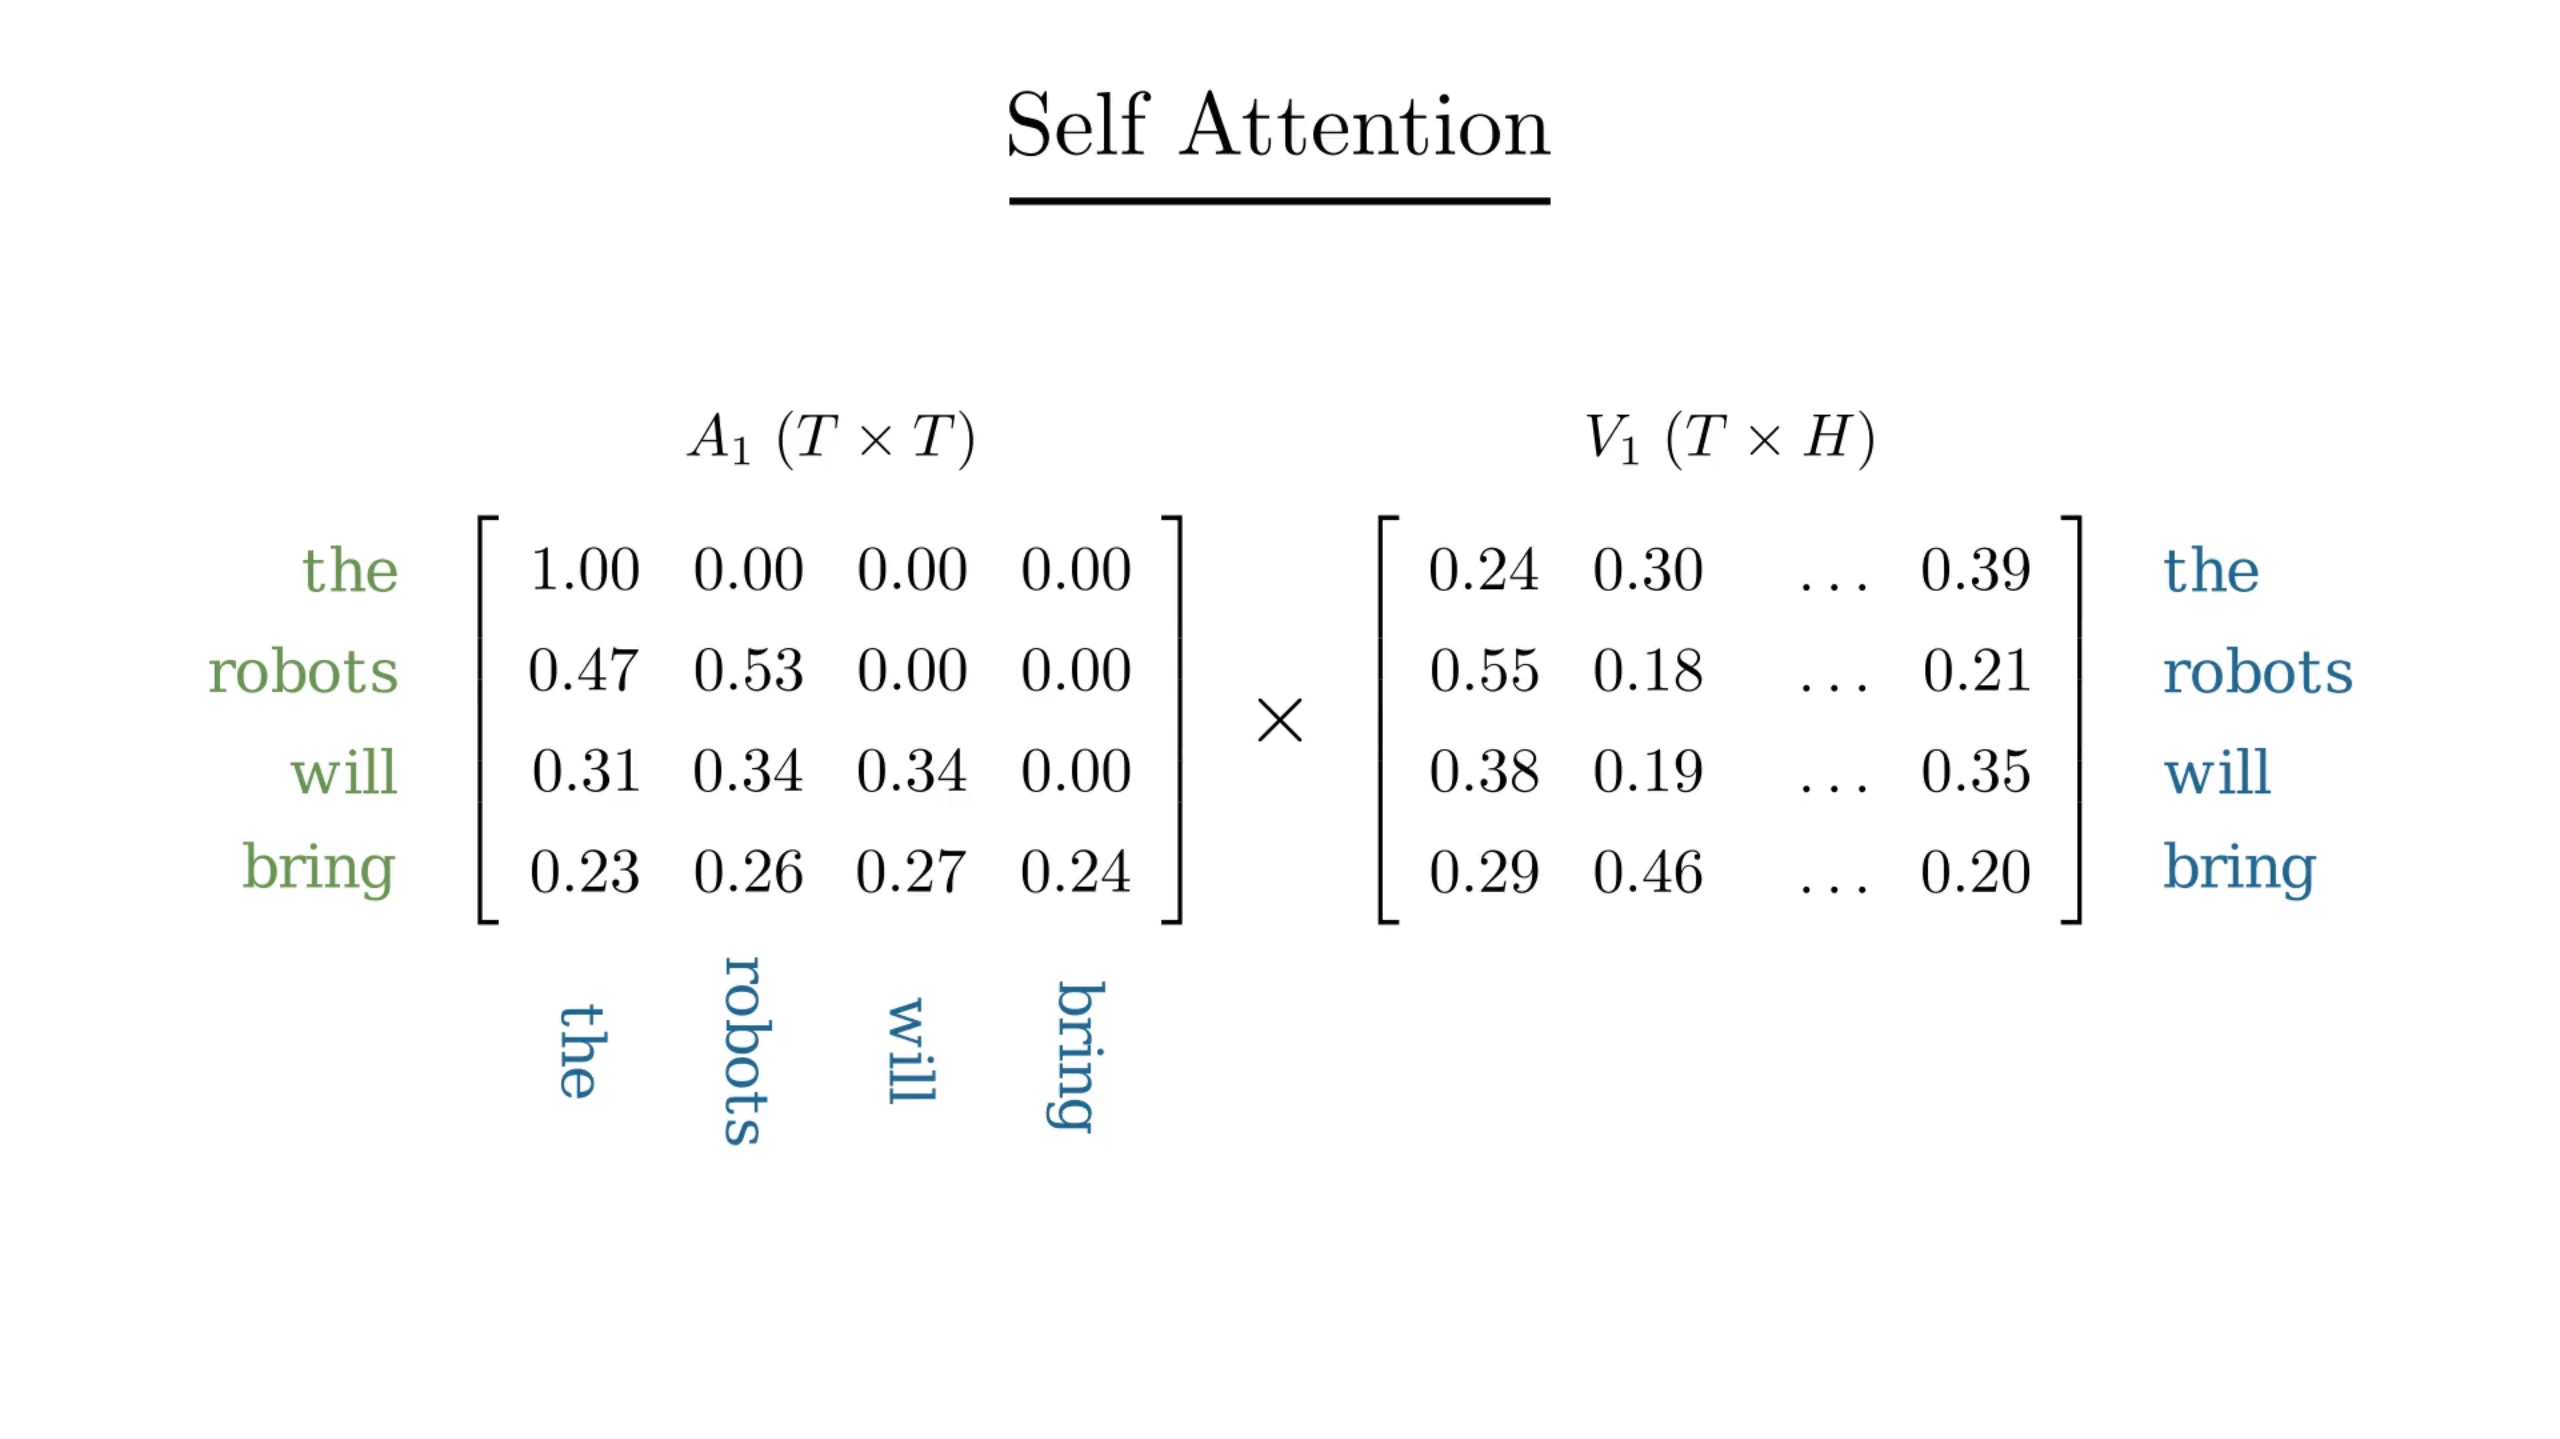 Self Attention
A₁ (T × T) V₁ (T × H)
the 1.00 0.00 0.00 0.00 0.24 0.30 ... 0.39 the
robots 0.47 0.53 0.00 0.00 0.55 0.18 ... 0.21 robots
×
will 0.31 0.34 0.34 0.00 0.38 0.19 ... 0.35 will
bring 0.23 0.26 0.27 0.24 0.29 0.46 ... 0.20 bring
the robots will bring